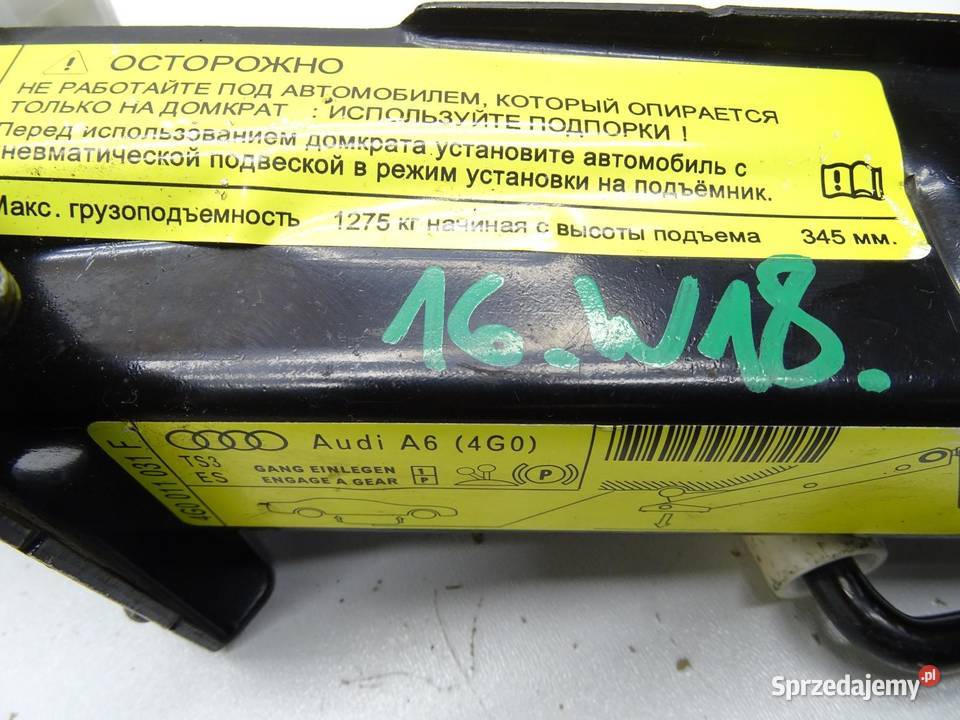 ОСТОРОЖНО
НЕ РАБОТАЙТЕ ПОД АВТОМОБИЛЕМ, КОТОРЫЙ ОПИРАЕТСЯ
ТОЛЬКО НА ДОМКРАТ : ИСПОЛЬЗУЙТЕ ПОДПОРКИ !
Перед использованием домкрата установите автомобиль с
пневматической подвеской в режим установки на подъёмник.
Макс. грузоподъемность 1275 кг начиная с высоты подъема 345 мм.
16.W18.
4G0 011 031 F
Audi A6 (4G0)
TS3
ES
GANG EINLEGEN
ENGAGE A GEAR
P
(P)
Sprzedajemy.pl